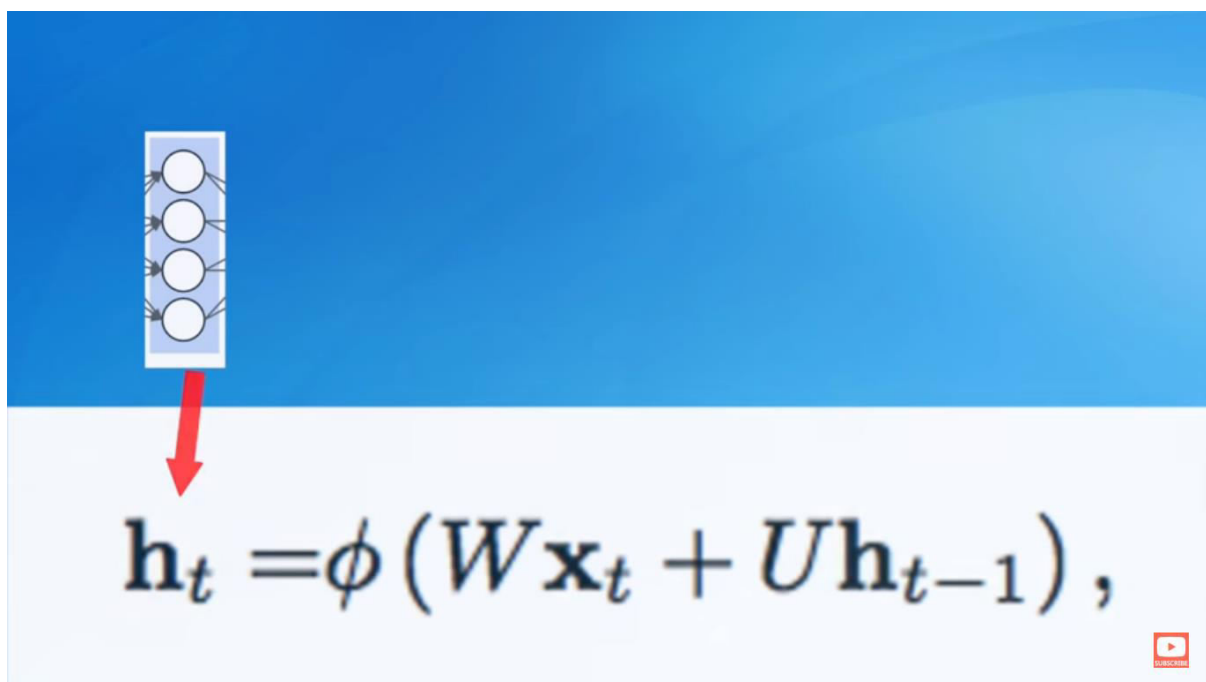 h_t = ϕ (W x_t + U h_{t−1}) ,
SUBSCRIBE